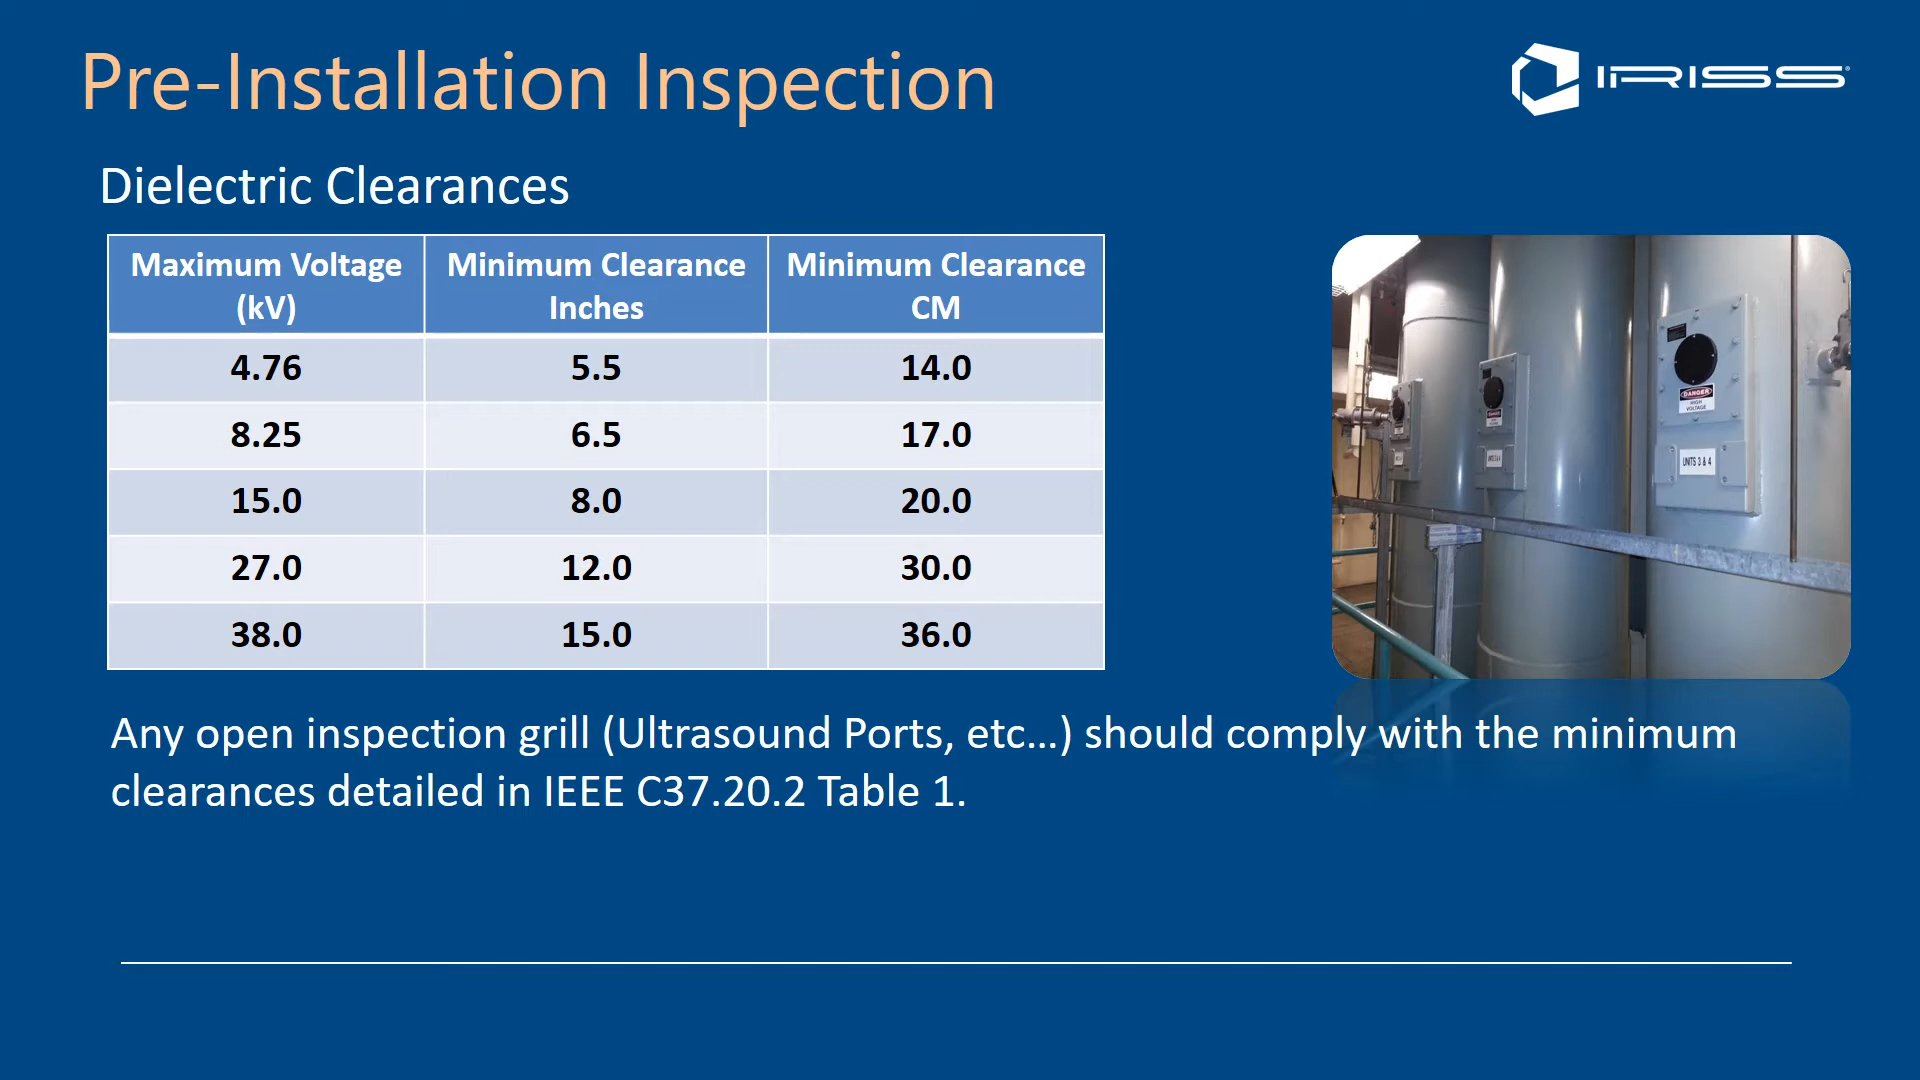 Pre-Installation Inspection
IRISS
Dielectric Clearances
Maximum Voltage (kV) Minimum Clearance Inches Minimum Clearance CM
4.76 5.5 14.0
8.25 6.5 17.0
15.0 8.0 20.0
27.0 12.0 30.0
38.0 15.0 36.0
DANGER
HIGH
VOLTAGE
UNITS 3 & 4
Any open inspection grill (Ultrasound Ports, etc...) should comply with the minimum
clearances detailed in IEEE C37.20.2 Table 1.